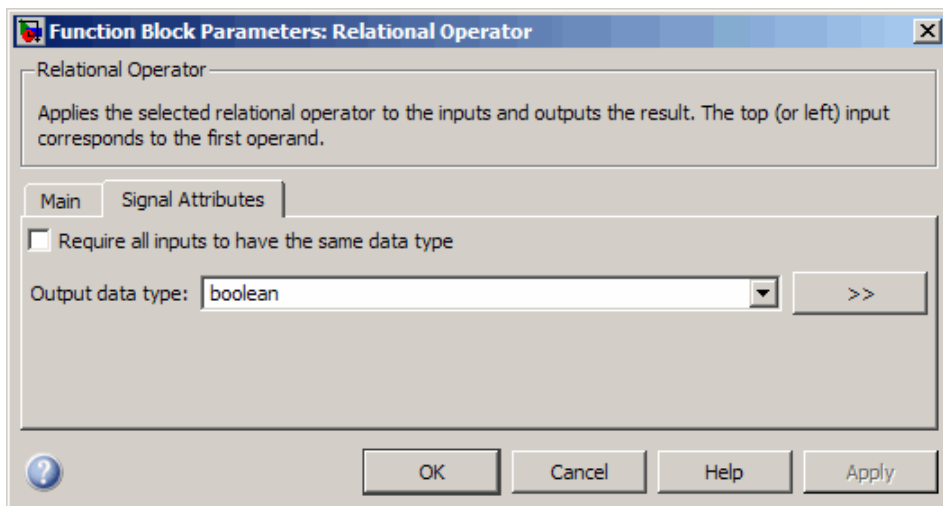 Function Block Parameters: Relational Operator
Relational Operator
Applies the selected relational operator to the inputs and outputs the result. The top (or left) input
corresponds to the first operand.
Main Signal Attributes
Require all inputs to have the same data type
Output data type: boolean >>
? OK Cancel Help Apply